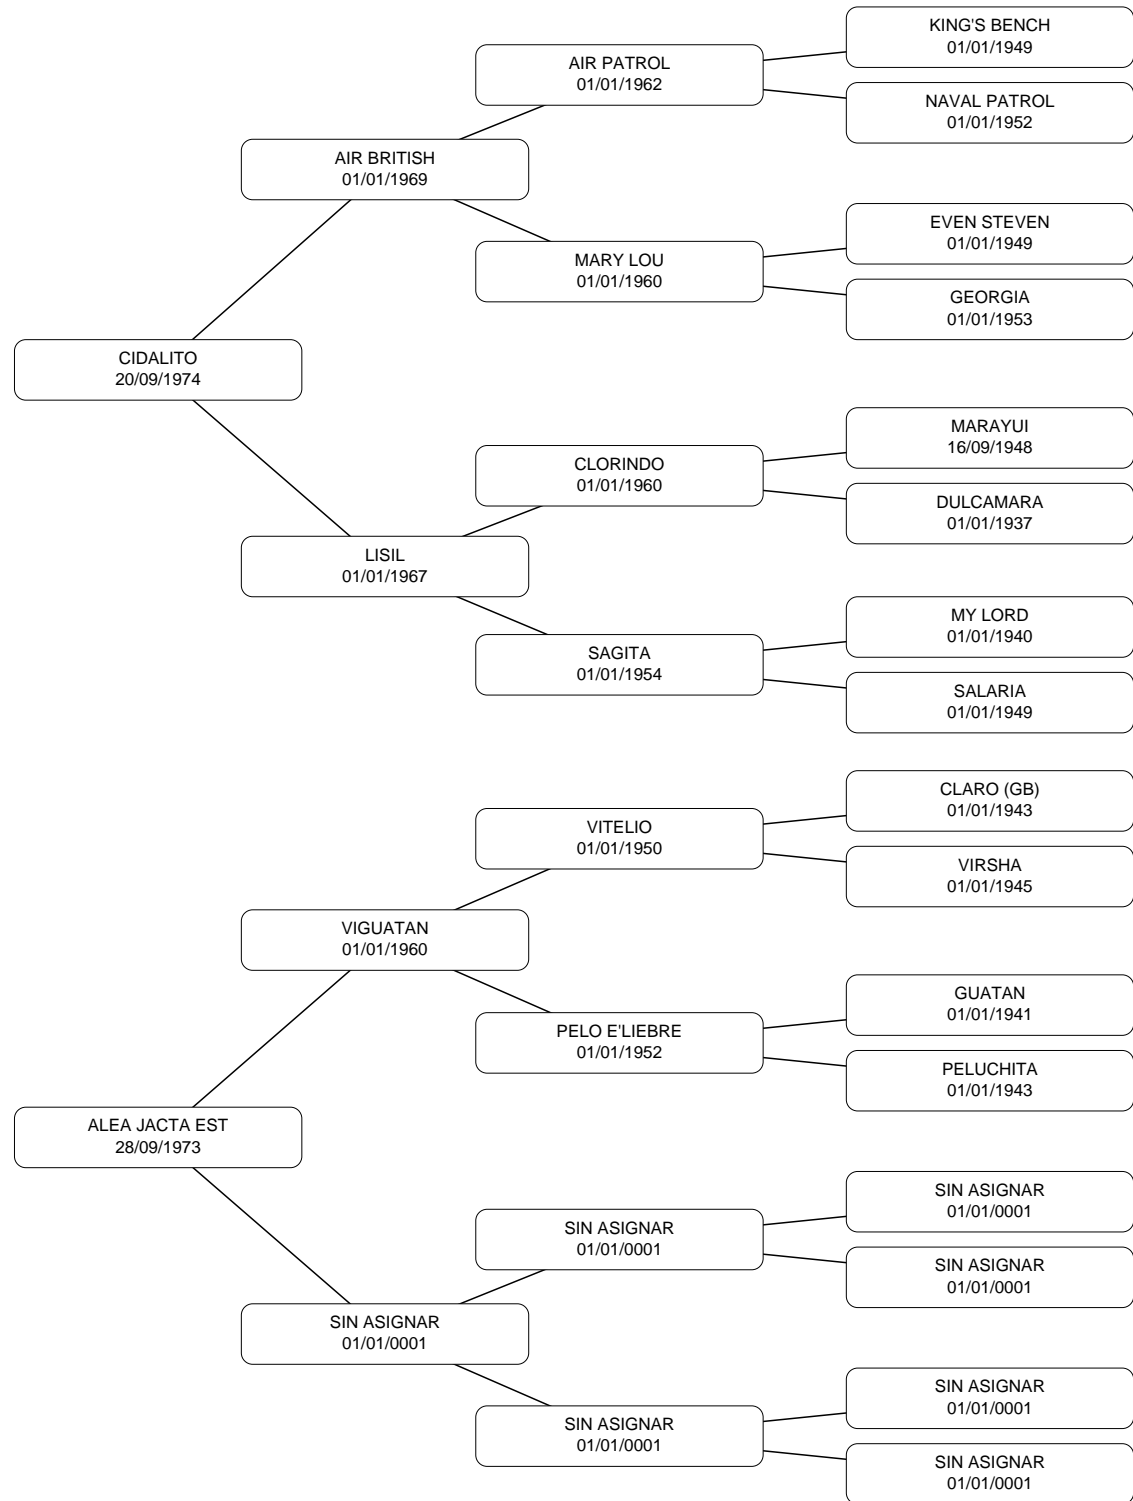 KING'S BENCH
01/01/1949
AIR PATROL
01/01/1962
NAVAL PATROL
01/01/1952
AIR BRITISH
01/01/1969
EVEN STEVEN
01/01/1949
MARY LOU
01/01/1960
GEORGIA
01/01/1953
CIDALITO
20/09/1974
MARAYUI
16/09/1948
CLORINDO
01/01/1960
DULCAMARA
01/01/1937
LISIL
01/01/1967
MY LORD
01/01/1940
SAGITA
01/01/1954
SALARIA
01/01/1949
CLARO (GB)
01/01/1943
VITELIO
01/01/1950
VIRSHA
01/01/1945
VIGUATAN
01/01/1960
GUATAN
01/01/1941
PELO E'LIEBRE
01/01/1952
PELUCHITA
01/01/1943
ALEA JACTA EST
28/09/1973
SIN ASIGNAR
01/01/0001
SIN ASIGNAR
01/01/0001
SIN ASIGNAR
01/01/0001
SIN ASIGNAR
01/01/0001
SIN ASIGNAR
01/01/0001
SIN ASIGNAR
01/01/0001
SIN ASIGNAR
01/01/0001